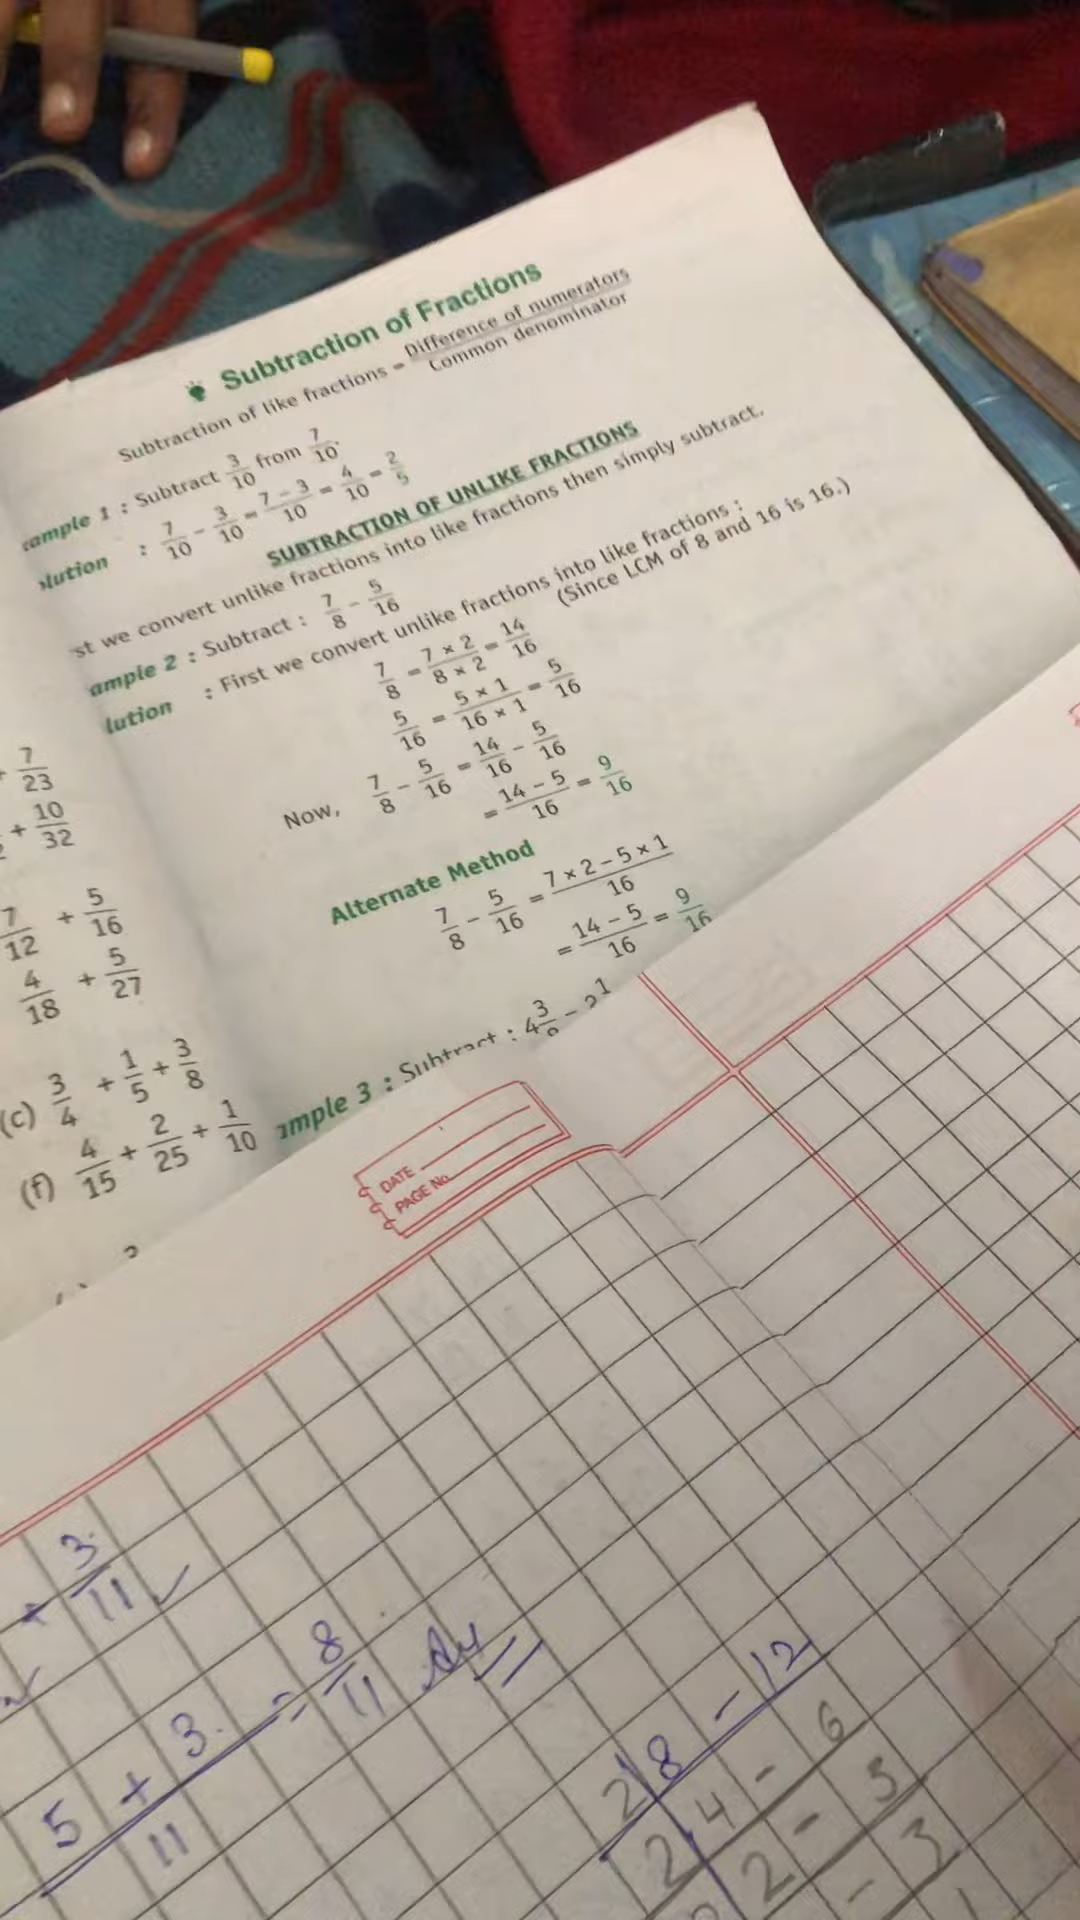 Subtraction of Fractions
Subtraction of like fractions = Difference of numerators / Common denominator
ample 1 : Subtract 3/10 from 7/10.
lution : 7/10 - 3/10 = 7 - 3/10 = 4/10 = 2/5
SUBTRACTION OF UNLIKE FRACTIONS
st we convert unlike fractions into like fractions then simply subtract.
ample 2 : Subtract : 7/8 - 5/16
lution : First we convert unlike fractions into like fractions :
7/8 = 7 × 2/8 × 2 = 14/16 (Since LCM of 8 and 16 is 16.)
5/16 = 5 × 1/16 × 1 = 5/16
Now, 7/8 - 5/16 = 14/16 - 5/16
= 14 - 5/16 = 9/16
Alternate Method
7/8 - 5/16 = 7 × 2 - 5 × 1/16
= 14 - 5/16 = 9/16
mple 3 : Subtract : 4 3/
+ 7/23
+ 10/32
7/12 + 5/16
4/18 + 5/27
(c) 3/4 + 1/5 + 3/8
(f) 4/15 + 2/25 + 1/10
DATE
PAGE No.
+ 3/11
5 + 3/11 = 8/11
2 8 - 12
2 4 - 6
2 -
- 3